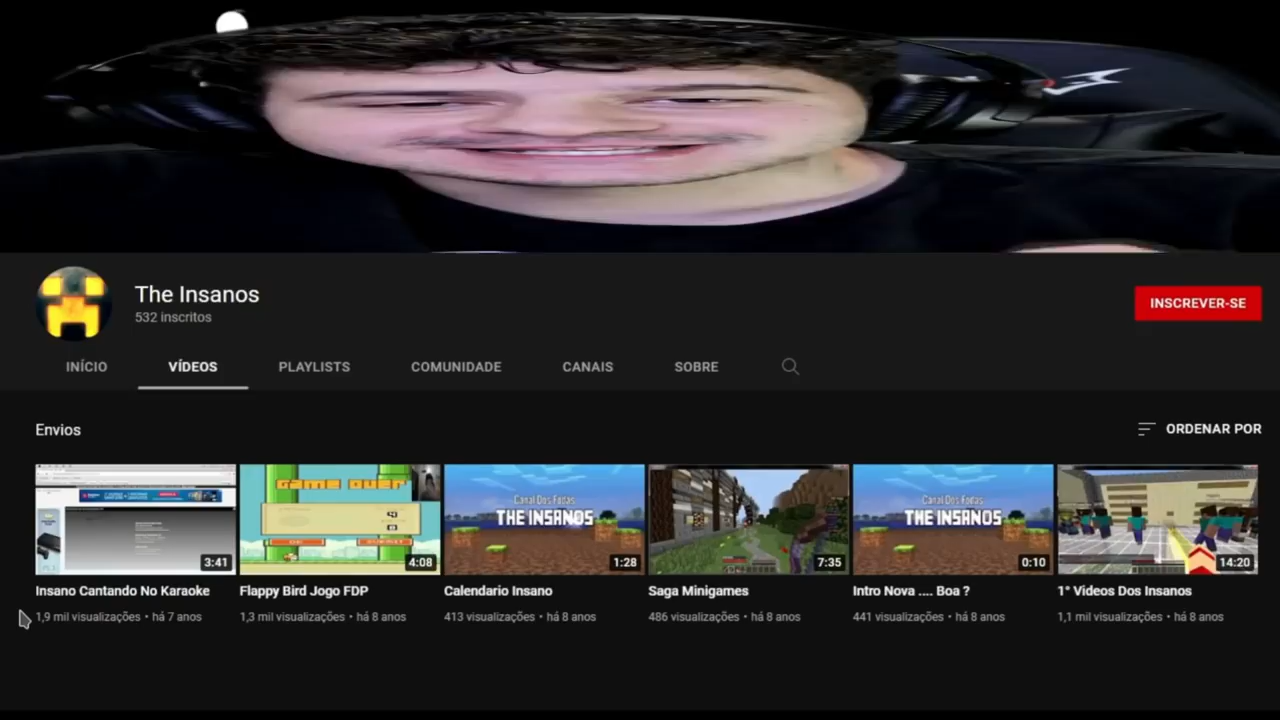 The Insanos
532 inscritos
INSCREVER-SE
INÍCIO VÍDEOS PLAYLISTS COMUNIDADE CANAIS SOBRE
Envios
ORDENAR POR
3:41
GAME OVER
4:08
Canal Dos Fodas
THE INSANOS
1:28
7:35
Canal Dos Fodas
THE INSANOS
0:10
14:20
Insano Cantando No Karaoke
1,9 mil visualizações • há 7 anos
Flappy Bird Jogo FDP
1,3 mil visualizações • há 8 anos
Calendario Insano
413 visualizações • há 8 anos
Saga Minigames
486 visualizações • há 8 anos
Intro Nova .... Boa ?
441 visualizações • há 8 anos
1° Videos Dos Insanos
1,1 mil visualizações • há 8 anos